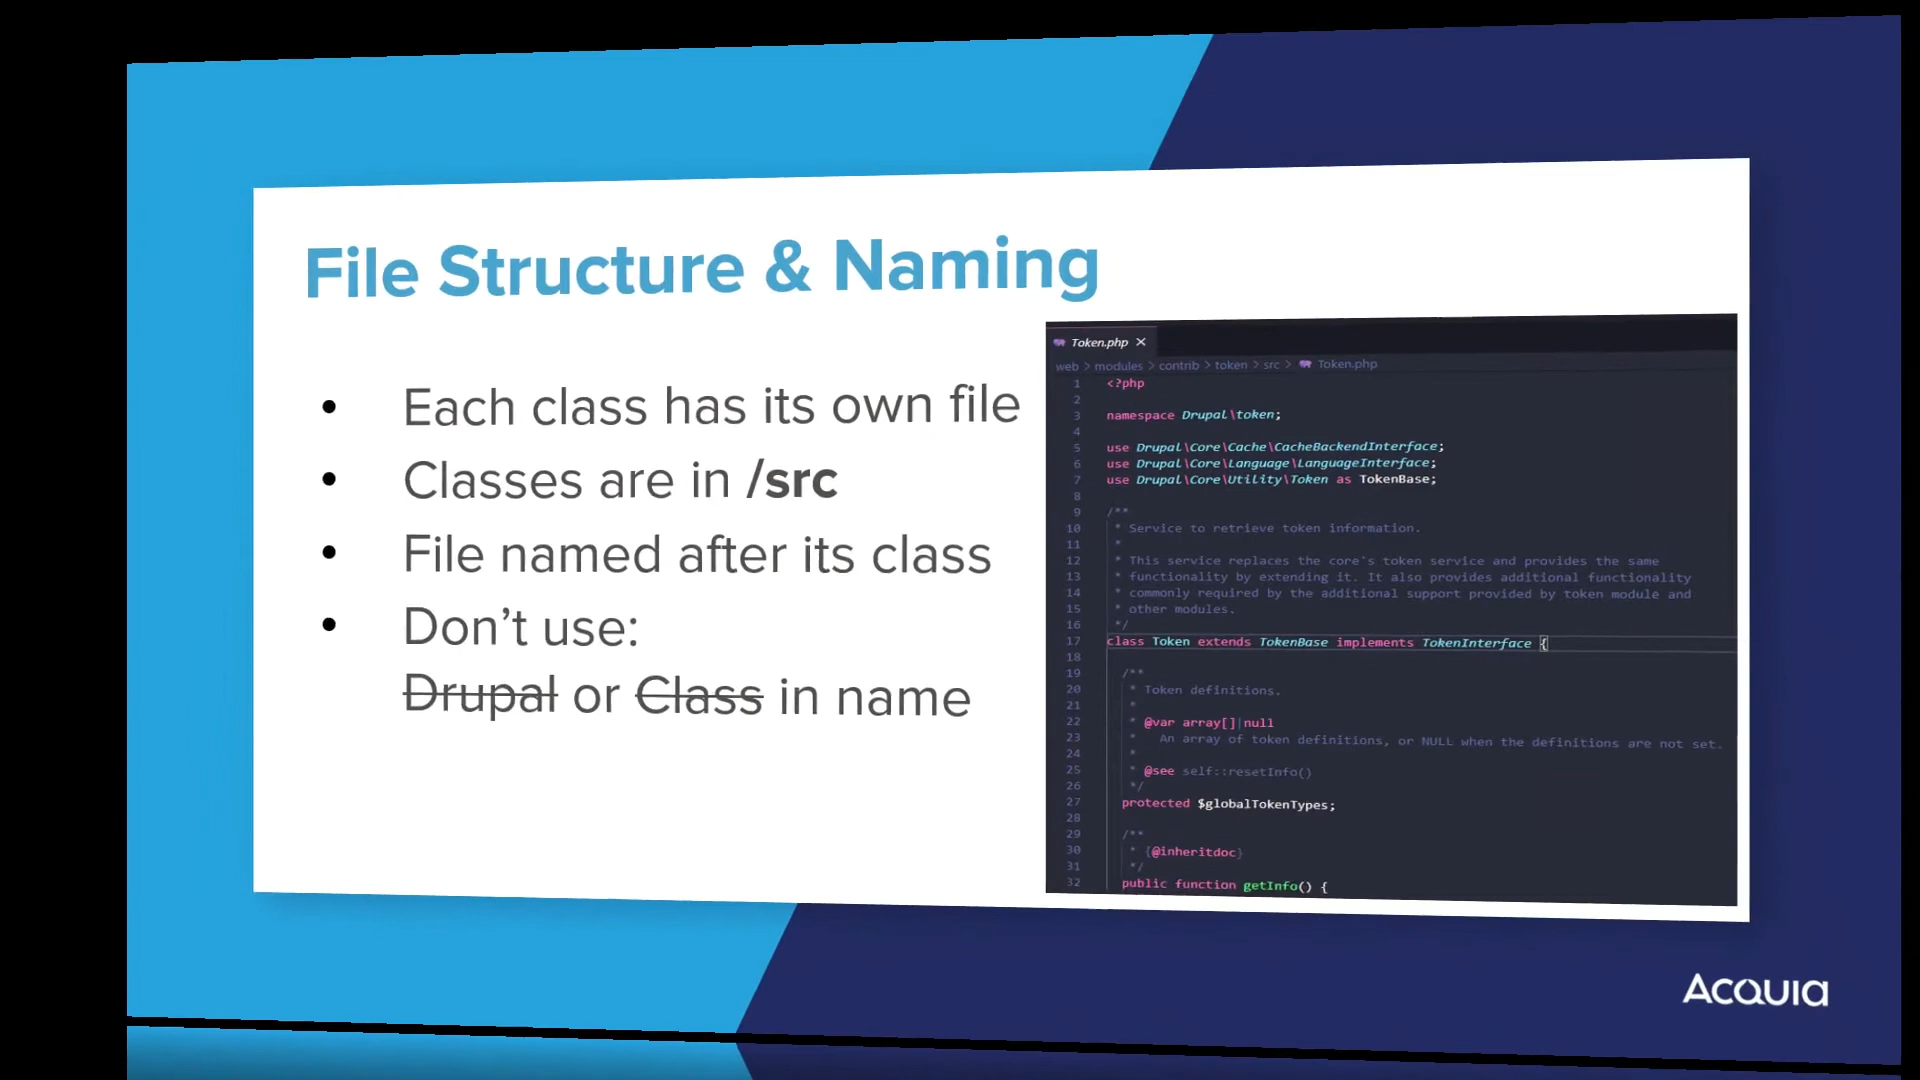 File Structure & Naming
• Each class has its own file
• Classes are in /src
• File named after its class
• Don’t use:
Drupal or Class in name
Token.php ×
web > modules > contrib > token > src > Token.php
1 <?php
2
3 namespace Drupal\token;
4
5 use Drupal\Core\Cache\CacheBackendInterface;
6 use Drupal\Core\Language\LanguageInterface;
7 use Drupal\Core\Utility\Token as TokenBase;
8
9 /**
10 * Service to retrieve token information.
11 *
12 * This service replaces the core's token service and provides the same
13 * functionality by extending it. It also provides additional functionality
14 * commonly required by the additional support provided by token module and
15 * other modules.
16 */
17 class Token extends TokenBase implements TokenInterface {
18
19 /**
20 * Token definitions.
21 *
22 * @var array[]|null
23 * An array of token definitions, or NULL when the definitions are not set.
24 *
25 * @see self::resetInfo()
26 */
27 protected $globalTokenTypes;
28
29 /**
30 * {@inheritdoc}
31 */
32 public function getInfo() {
Acquia